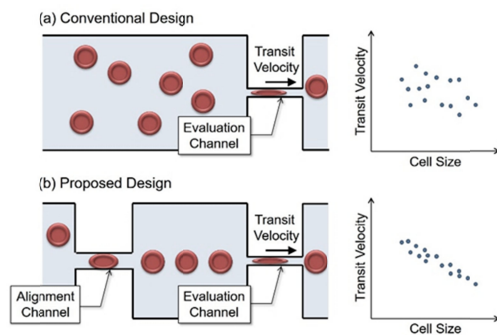 (a) Conventional Design
Transit
Velocity
Evaluation
Channel
Transit Velocity
Cell Size
(b) Proposed Design
Transit
Velocity
Alignment
Channel
Evaluation
Channel
Transit Velocity
Cell Size